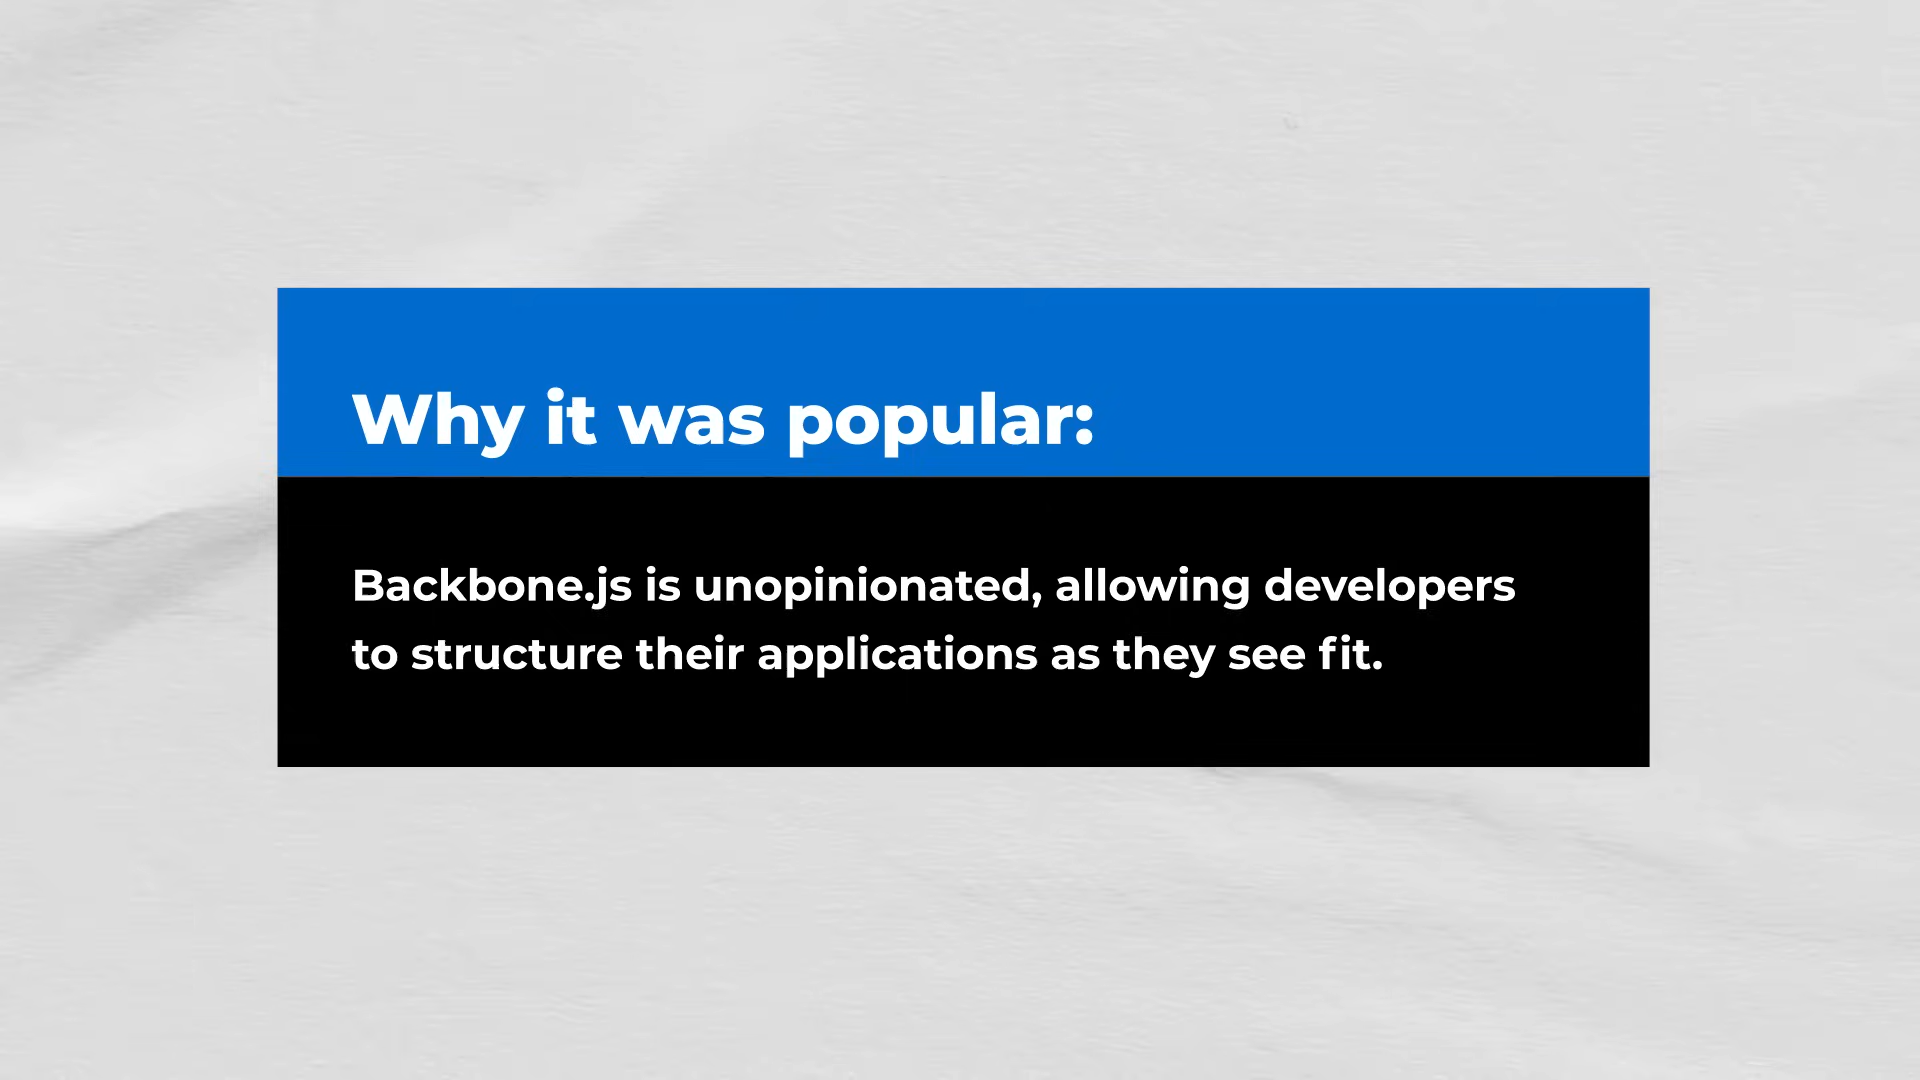 Why it was popular:
Backbone.js is unopinionated, allowing developers
to structure their applications as they see fit.